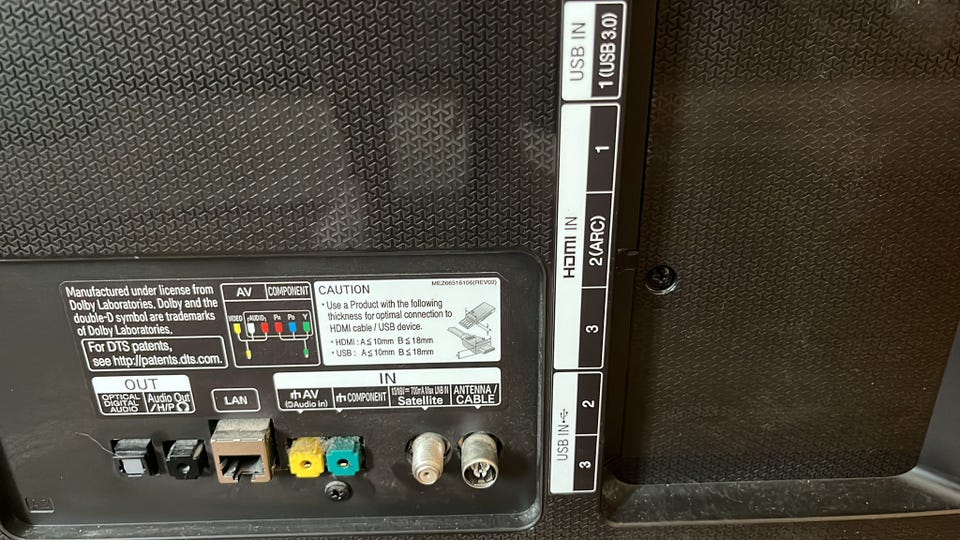 Manufactured under license from
Dolby Laboratories. Dolby and the
double-D symbol are trademarks
of Dolby Laboratories.
For DTS patents,
see http://patents.dts.com.
AV COMPONENT
VIDEO AUDIO PR PB Y
CAUTION
MEZ66516106(REV02)
• Use a Product with the following
thickness for optimal connection to
HDMI cable / USB device.
• HDMI : A≦10mm B≦18mm
• USB : A≦10mm B≦18mm
OUT
OPTICAL
DIGITAL
AUDIO
Audio Out
/H/P
LAN
IN
AV
(Audio in)
COMPONENT
700mA Max LNB IN
Satellite
ANTENNA /
CABLE
USB IN
1 (USB 3.0)
HDMI IN
1
2(ARC)
3
USB IN
2
3